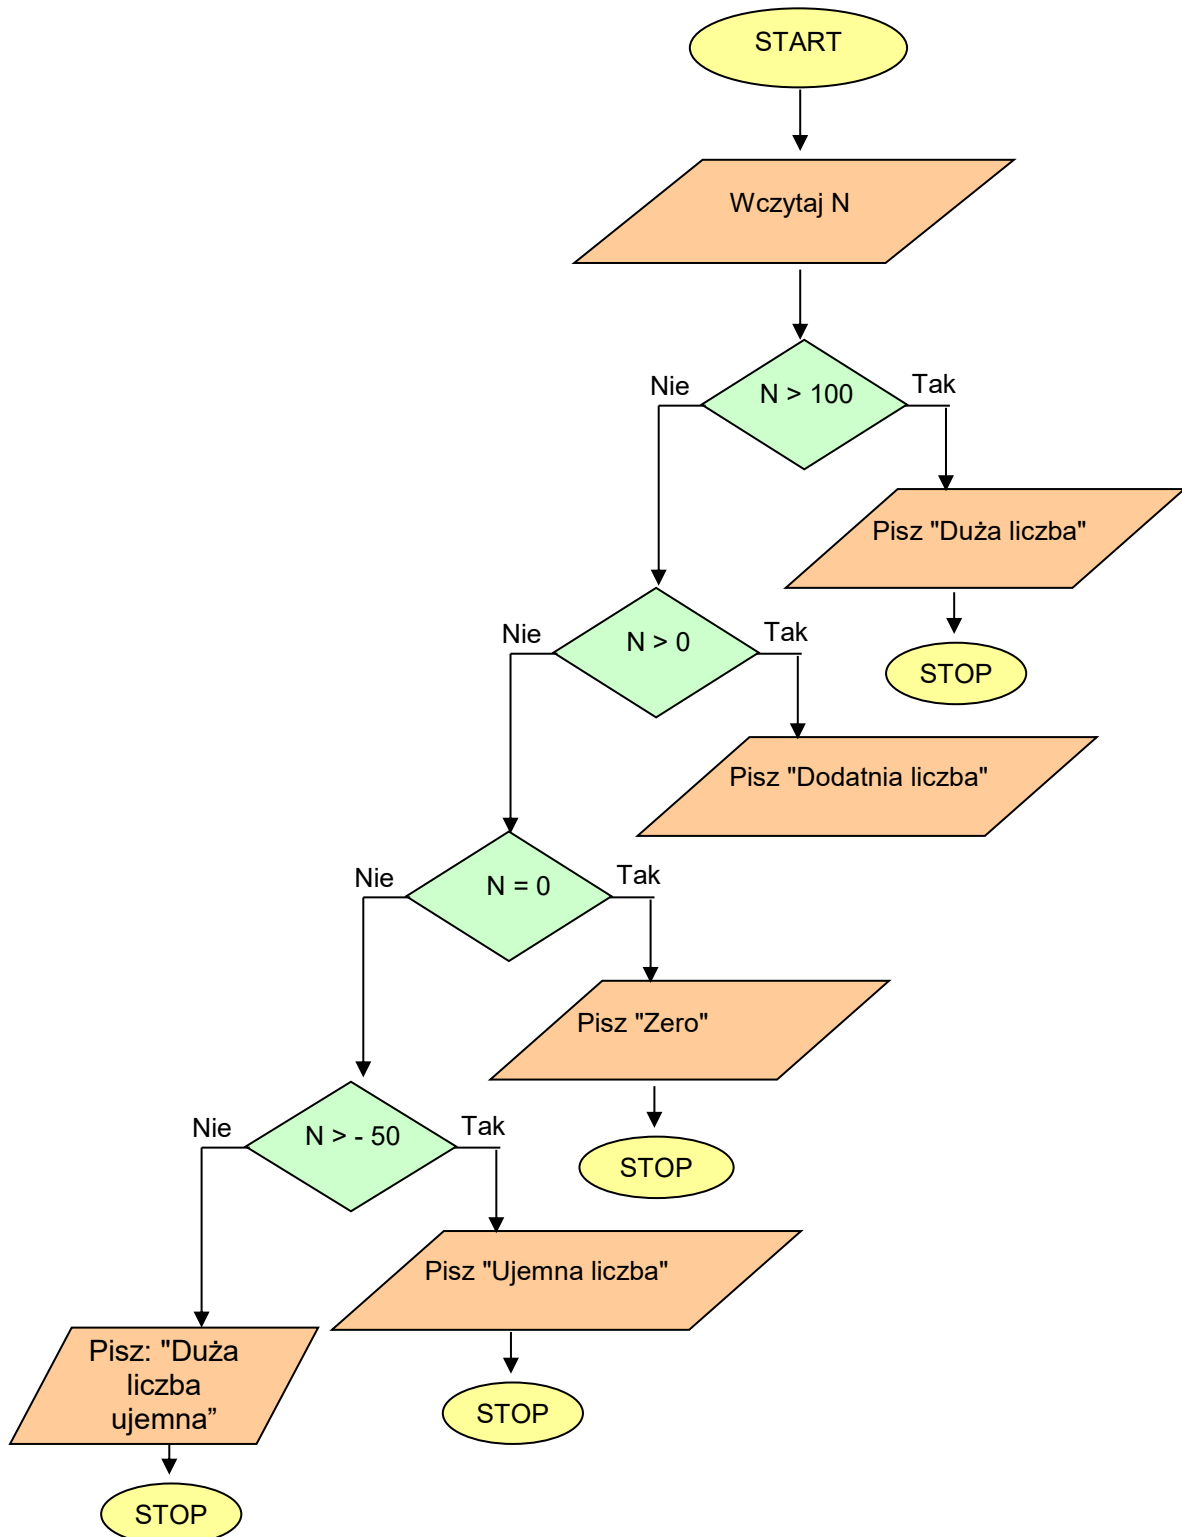 START
Wczytaj N
N > 100
Nie
Tak
Pisz "Duża liczba"
STOP
N > 0
Nie
Tak
Pisz "Dodatnia liczba"
N = 0
Nie
Tak
Pisz "Zero"
STOP
N > - 50
Nie
Tak
Pisz "Ujemna liczba"
STOP
Pisz: "Duża
liczba
ujemna”
STOP